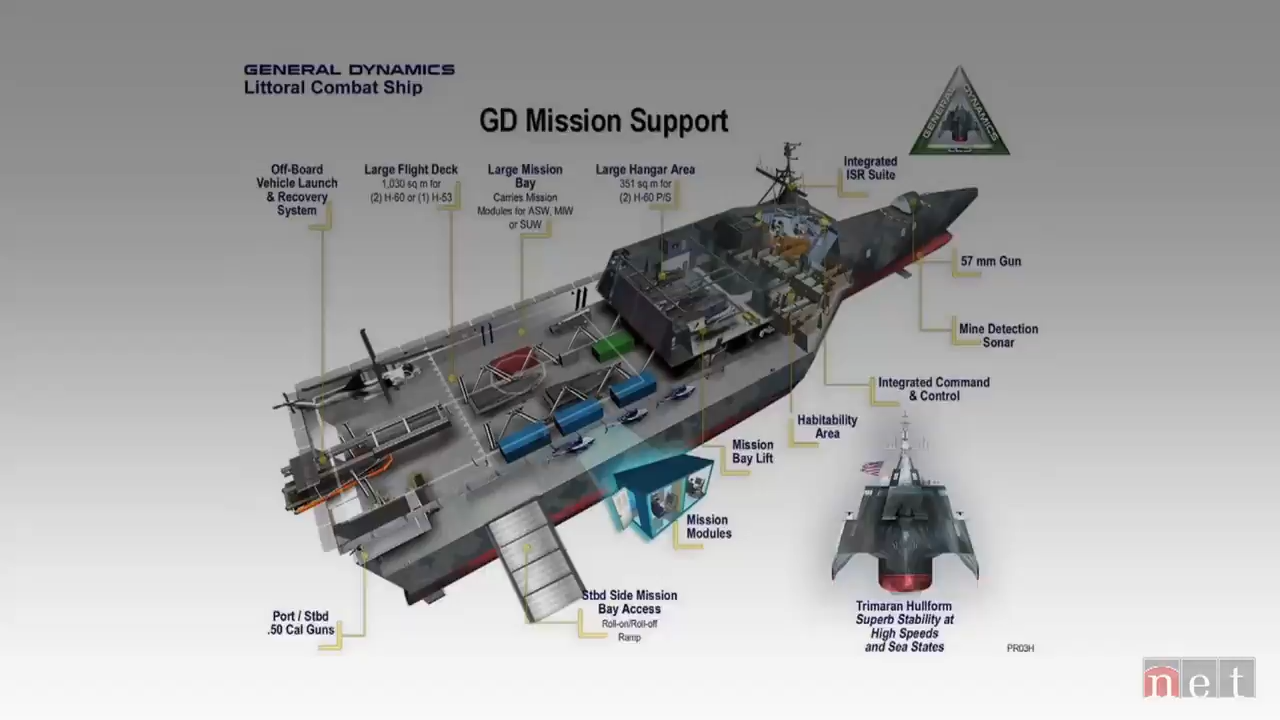 GENERAL DYNAMICS
Littoral Combat Ship
GD Mission Support
GENERAL DYNAMICS
LCS
Off-Board
Vehicle Launch
& Recovery
System
Large Flight Deck
1,030 sq m for
(2) H-60 or (1) H-53
Large Mission
Bay
Carries Mission
Modules for ASW, MIW
or SUW
Large Hangar Area
351 sq m for
(2) H-60 P/S
Integrated
ISR Suite
57 mm Gun
Mine Detection
Sonar
Integrated Command
& Control
Habitability
Area
Mission
Bay Lift
Mission
Modules
Stbd Side Mission
Bay Access
Roll-on/Roll-off
Ramp
Port / Stbd
.50 Cal Guns
Trimaran Hullform
Superb Stability at
High Speeds
and Sea States
PR03H
net